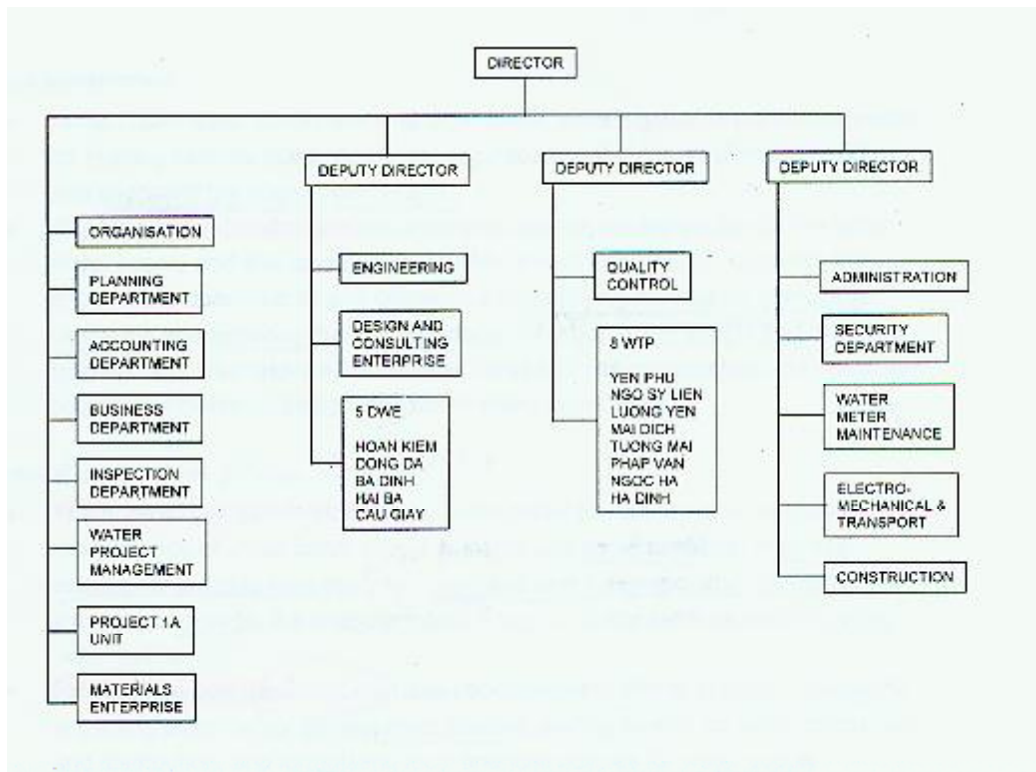 DIRECTOR
DEPUTY DIRECTOR
DEPUTY DIRECTOR
DEPUTY DIRECTOR
ORGANISATION
PLANNING
DEPARTMENT
ACCOUNTING
DEPARTMENT
BUSINESS
DEPARTMENT
INSPECTION
DEPARTMENT
WATER
PROJECT
MANAGEMENT
PROJECT 1A
UNIT
MATERIALS
ENTERPRISE
ENGINEERING
DESIGN AND
CONSULTING
ENTERPRISE
5 DWE
HOAN KIEM
DONG DA
BA DINH
HAI BA
CAU GIAY
QUALITY
CONTROL
8 WTP
YEN PHU
NGO SY LIEN
LUONG YEN
MAI DICH
TUONG MAI
PHAP VAN
NGOC HA
HA DINH
ADMINISTRATION
SECURITY
DEPARTMENT
WATER
METER
MAINTENANCE
ELECTRO-
MECHANICAL &
TRANSPORT
CONSTRUCTION